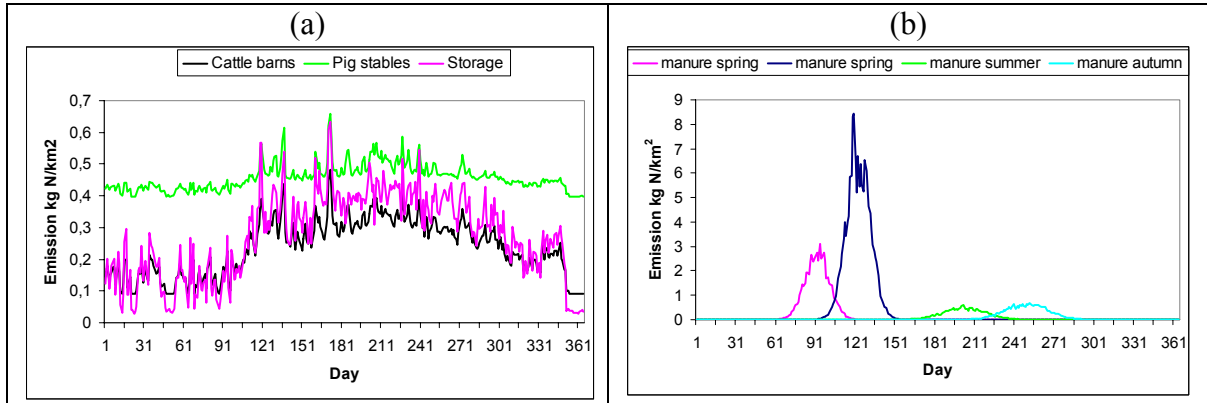 (a)
Cattle barns Pig stables Storage
Emission kg N/km2
0,7
0,6
0,5
0,4
0,3
0,2
0,1
0
1 31 61 91 121 151 181 211 241 271 301 331 361
Day
(b)
manure spring manure spring manure summer manure autumn
Emission kg N/km²
9
8
7
6
5
4
3
2
1
0
1 31 61 91 121 151 181 211 241 271 301 331 361
Day